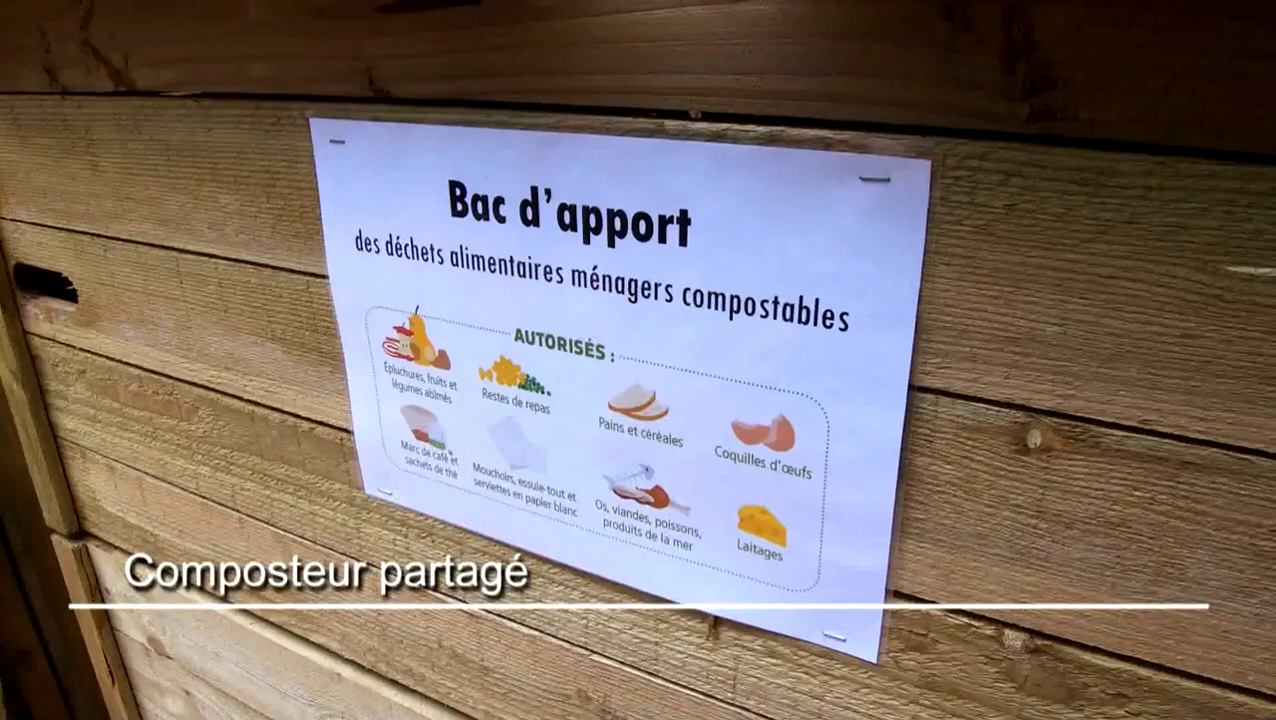 Bac d'apport
des déchets alimentaires ménagers compostables
AUTORISÉS :
Épluchures, fruits et
légumes abîmés
Restes de repas
Pains et céréales
Coquilles d'œufs
Marc de café et
sachets de thé
Mouchoirs, essuie-tout et
serviettes en papier blanc
Os, viandes, poissons,
produits de la mer
Laitages
Composteur partagé